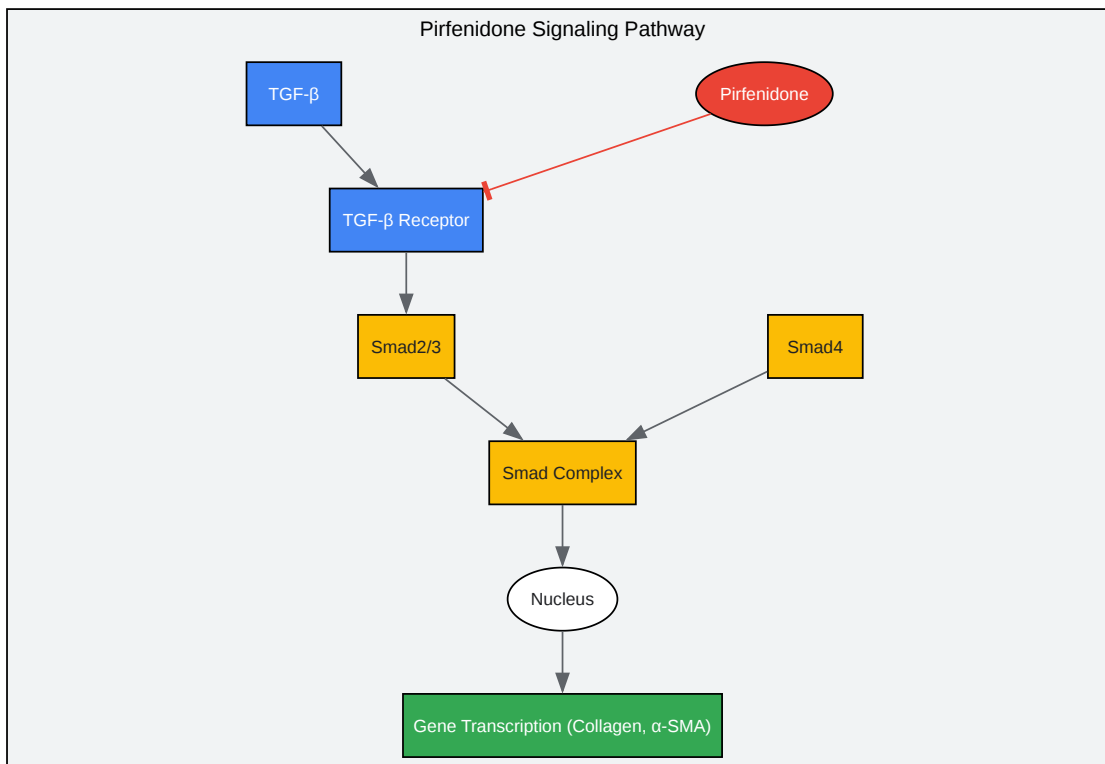 Pirfenidone Signaling Pathway
TGF-β
Pirfenidone
TGF-β Receptor
Smad2/3
Smad4
Smad Complex
Nucleus
Gene Transcription (Collagen, α-SMA)